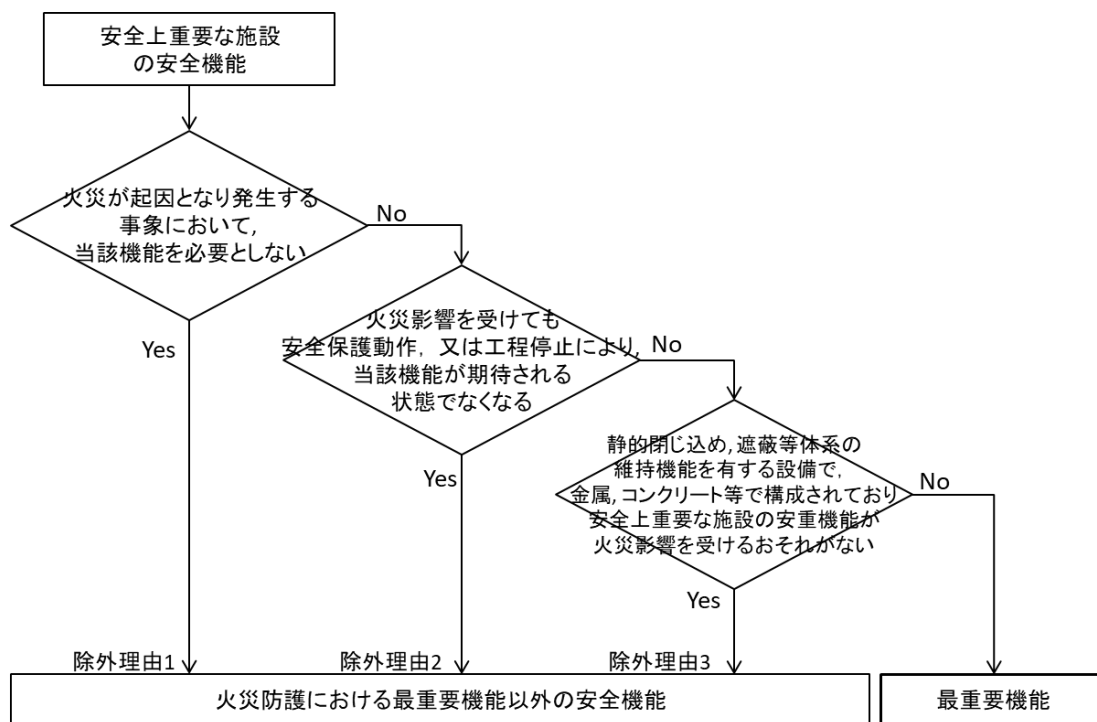 安全上重要な施設
の安全機能
火災が起因となり発生する
事象において,
当該機能を必要としない
No
Yes
火災影響を受けても
安全保護動作, 又は工程停止により,
当該機能が期待される
状態でなくなる
No
Yes
静的閉じ込め,遮蔽等体系の
維持機能を有する設備で,
金属,コンクリート等で構成されており
安全上重要な施設の安重機能が
火災影響を受けるおそれがない
No
Yes
除外理由1
除外理由2
除外理由3
火災防護における最重要機能以外の安全機能
最重要機能